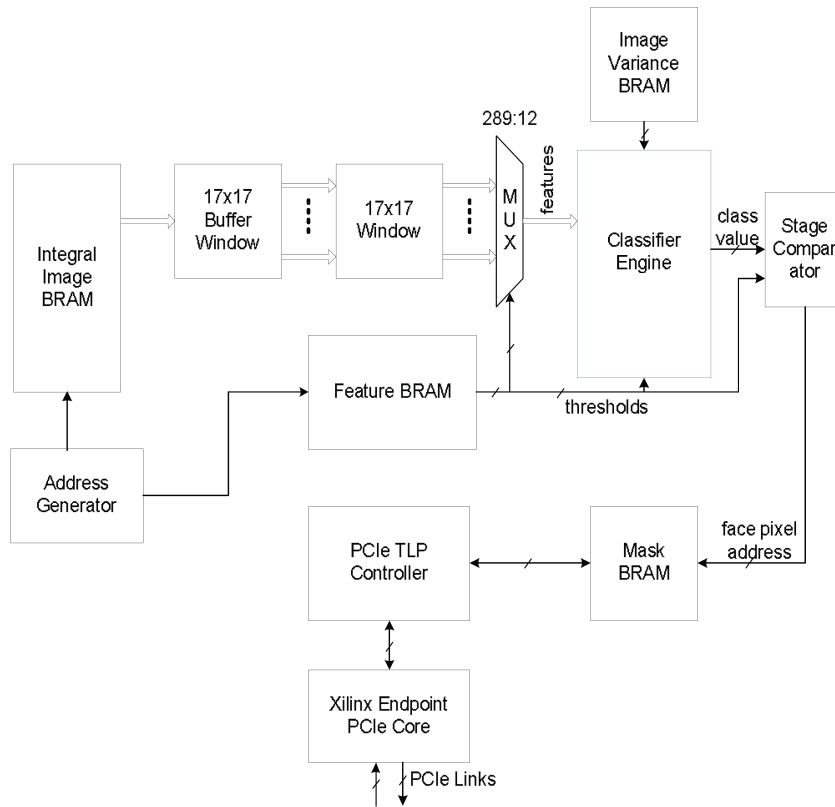 Image
Variance
BRAM
289:12
17x17
Buffer
Window
17x17
Window
M
U
X
features
Integral
Image
BRAM
Classifier
Engine
class
value
Stage
Compar
ator
Feature BRAM
thresholds
Address
Generator
PCIe TLP
Controller
Mask
BRAM
face pixel
address
Xilinx Endpoint
PCIe Core
PCIe Links